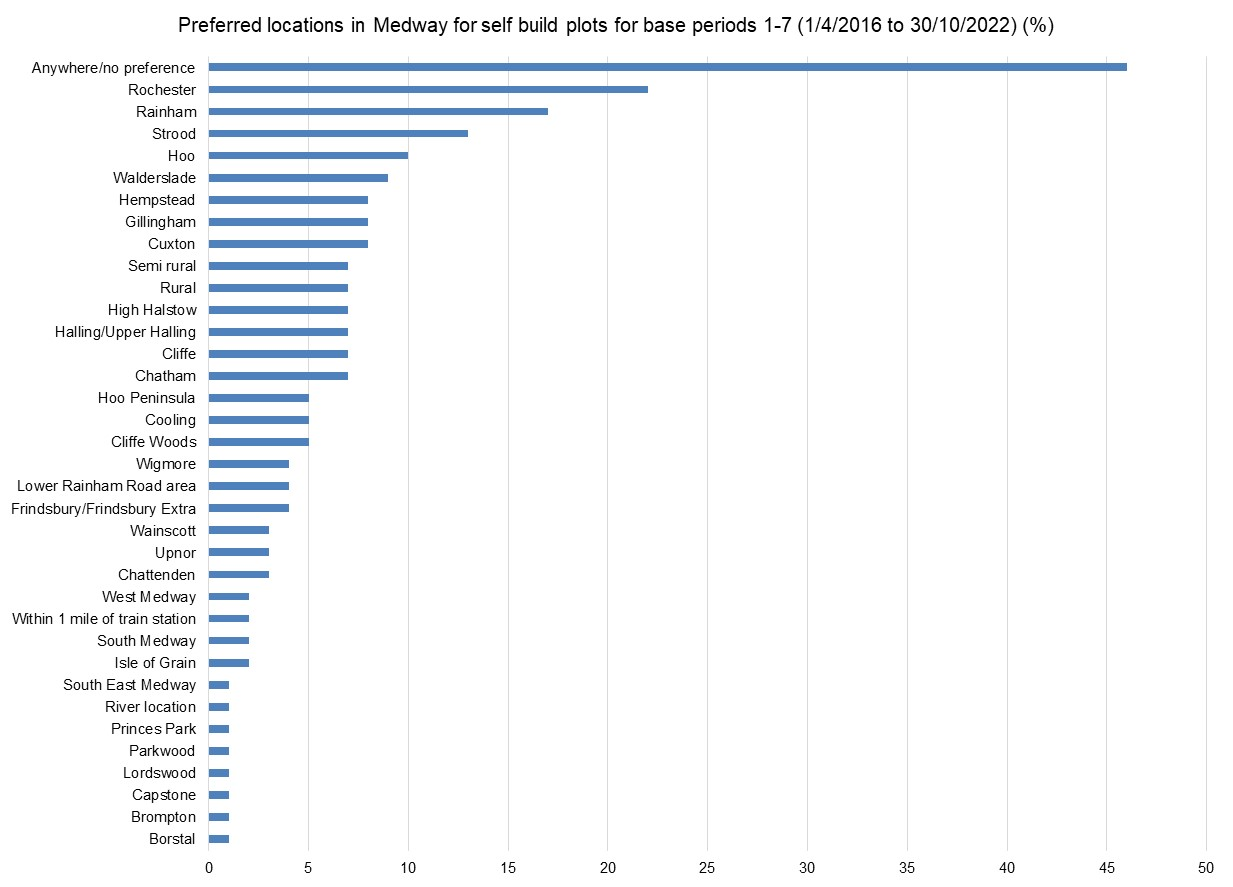 Preferred locations in Medway for self build plots for base periods 1-7 (1/4/2016 to 30/10/2022) (%)
Anywhere/no preference
Rochester
Rainham
Strood
Hoo
Walderslade
Hempstead
Gillingham
Cuxton
Semi rural
Rural
High Halstow
Halling/Upper Halling
Cliffe
Chatham
Hoo Peninsula
Cooling
Cliffe Woods
Wigmore
Lower Rainham Road area
Frindsbury/Frindsbury Extra
Wainscott
Upnor
Chattenden
West Medway
Within 1 mile of train station
South Medway
Isle of Grain
South East Medway
River location
Princes Park
Parkwood
Lordswood
Capstone
Brompton
Borstal
0 5 10 15 20 25 30 35 40 45 50